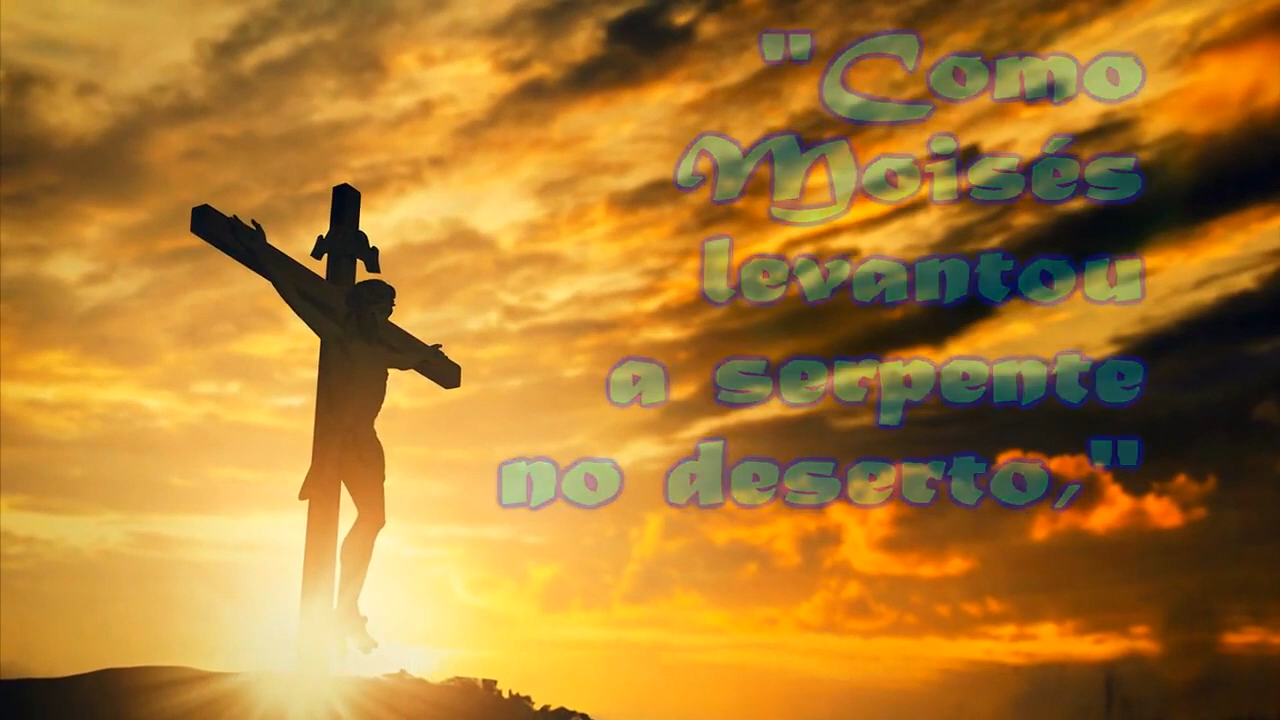 "Como
Moisés
levantou
a serpente
no deserto,"